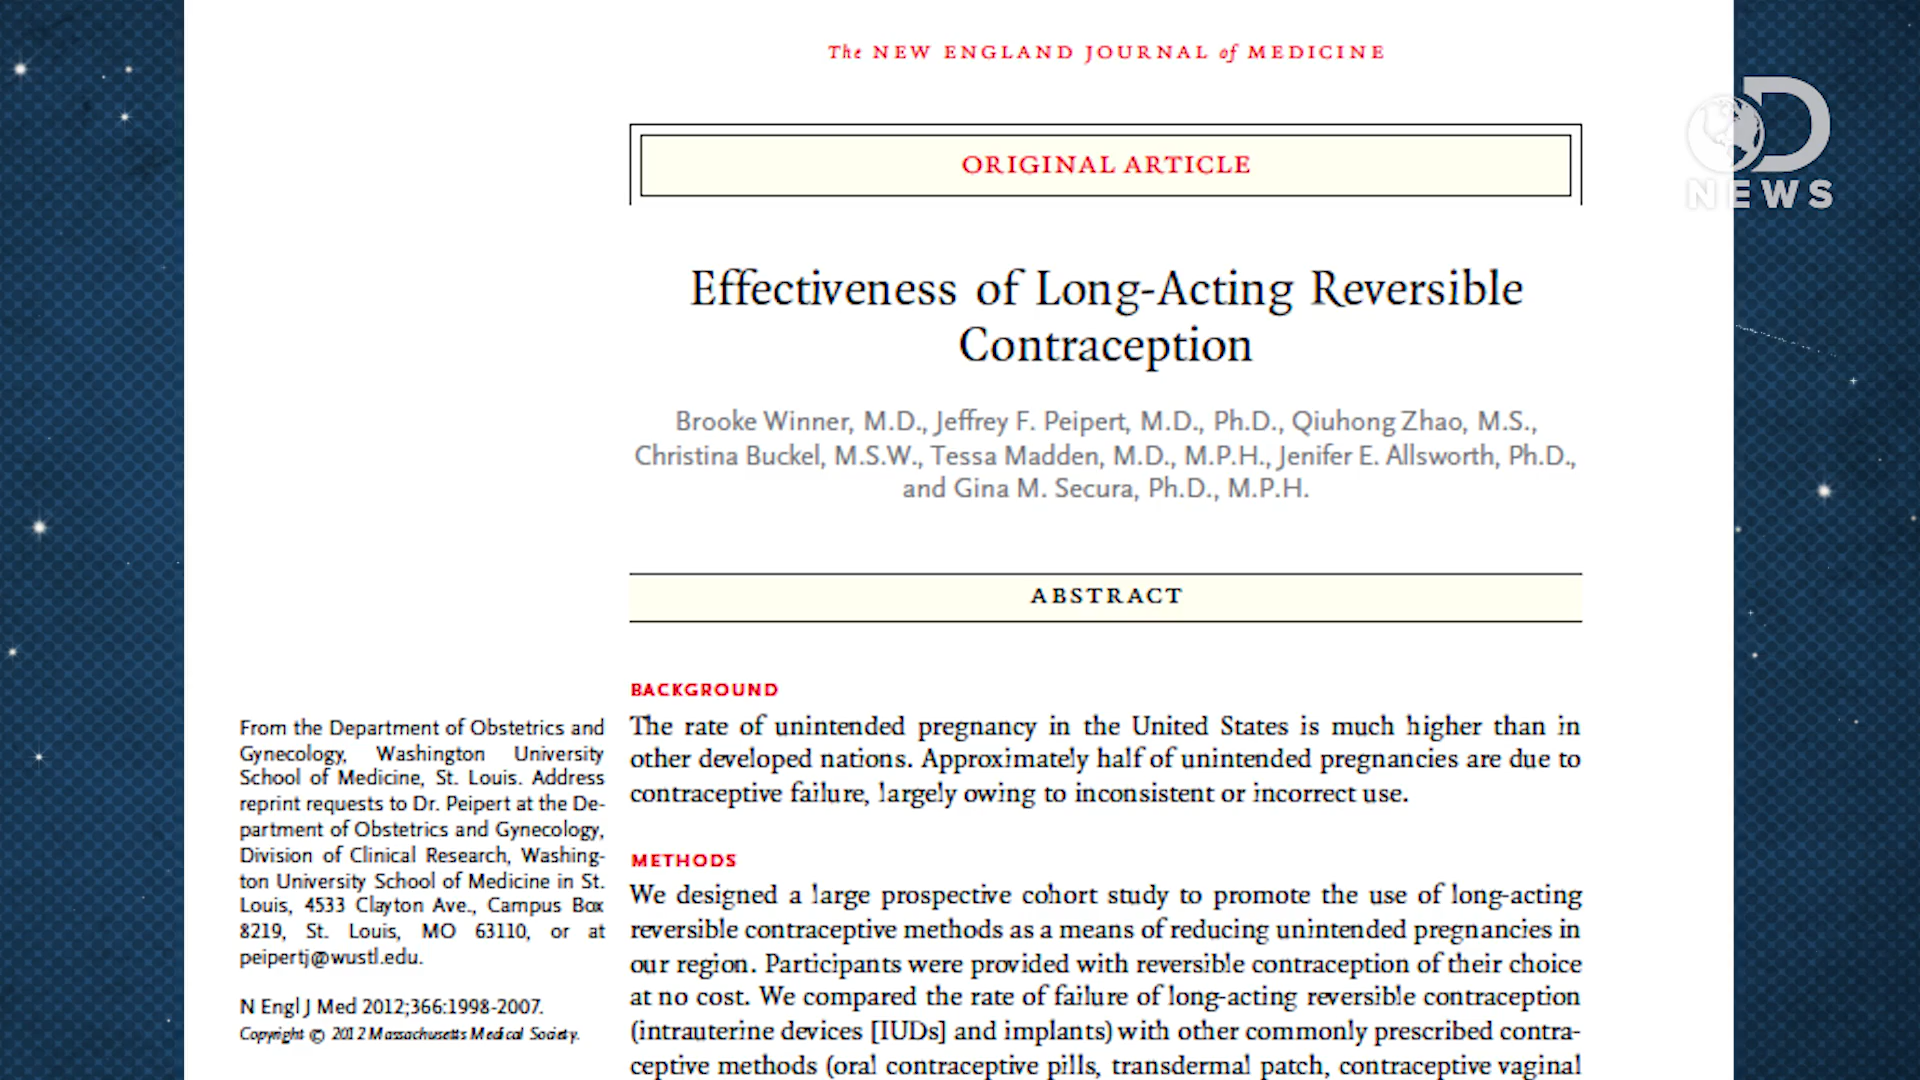 The NEW ENGLAND JOURNAL of MEDICINE
D
NEWS
ORIGINAL ARTICLE
Effectiveness of Long-Acting Reversible
Contraception
Brooke Winner, M.D., Jeffrey F. Peipert, M.D., Ph.D., Qiuhong Zhao, M.S.,
Christina Buckel, M.S.W., Tessa Madden, M.D., M.P.H., Jenifer E. Allsworth, Ph.D.,
and Gina M. Secura, Ph.D., M.P.H.
ABSTRACT
From the Department of Obstetrics and
Gynecology, Washington University
School of Medicine, St. Louis. Address
reprint requests to Dr. Peipert at the De-
partment of Obstetrics and Gynecology,
Division of Clinical Research, Washing-
ton University School of Medicine in St.
Louis, 4533 Clayton Ave., Campus Box
8219, St. Louis, MO 63110, or at
peipertj@wustl.edu.
N Engl J Med 2012;366:1998-2007.
Copyright © 2012 Massachusetts Medical Society.
BACKGROUND
The rate of unintended pregnancy in the United States is much higher than in
other developed nations. Approximately half of unintended pregnancies are due to
contraceptive failure, largely owing to inconsistent or incorrect use.
METHODS
We designed a large prospective cohort study to promote the use of long-acting
reversible contraceptive methods as a means of reducing unintended pregnancies in
our region. Participants were provided with reversible contraception of their choice
at no cost. We compared the rate of failure of long-acting reversible contraception
(intrauterine devices [IUDs] and implants) with other commonly prescribed contra-
ceptive methods (oral contraceptive pills, transdermal patch, contraceptive vaginal